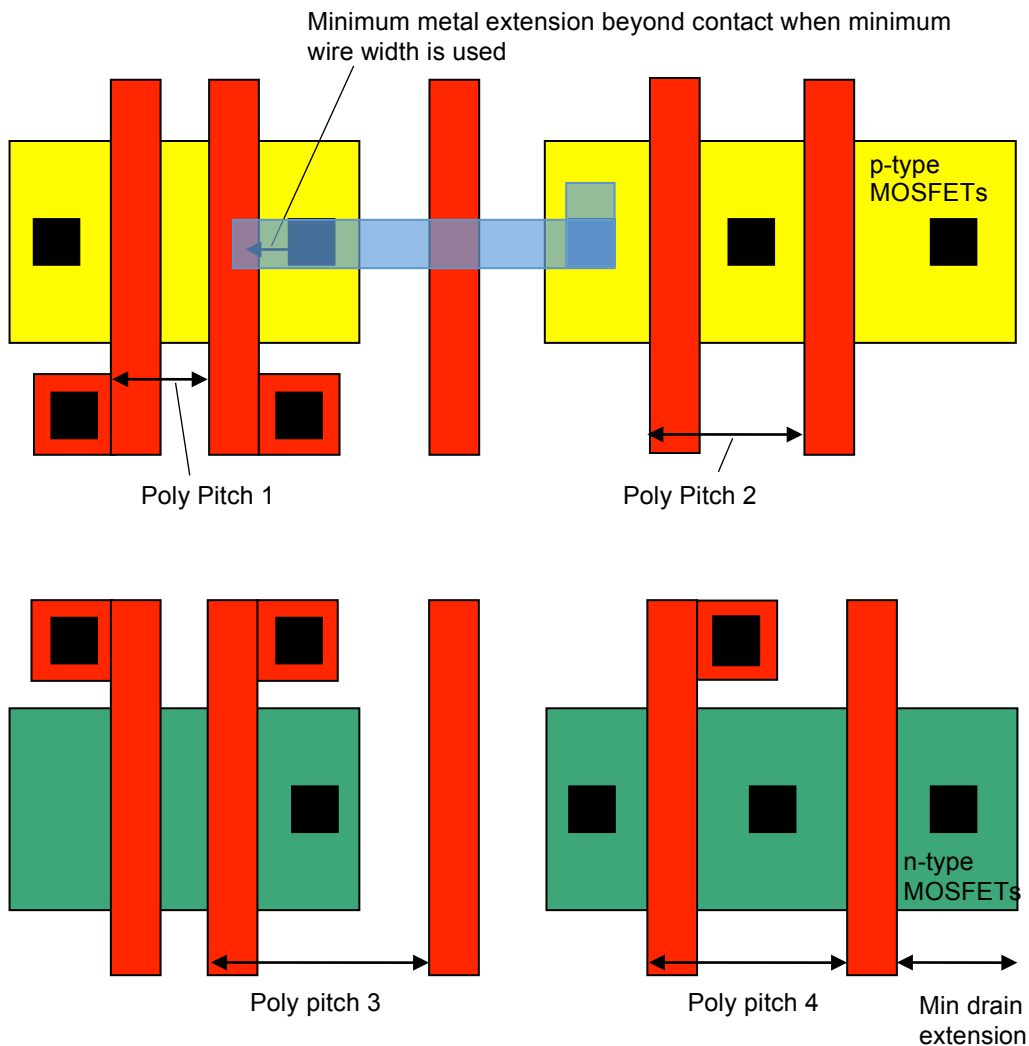 Minimum metal extension beyond contact when minimum
wire width is used
p-type
MOSFETs
Poly Pitch 1
Poly Pitch 2
n-type
MOSFETs
Poly pitch 3
Poly pitch 4
Min drain
extension